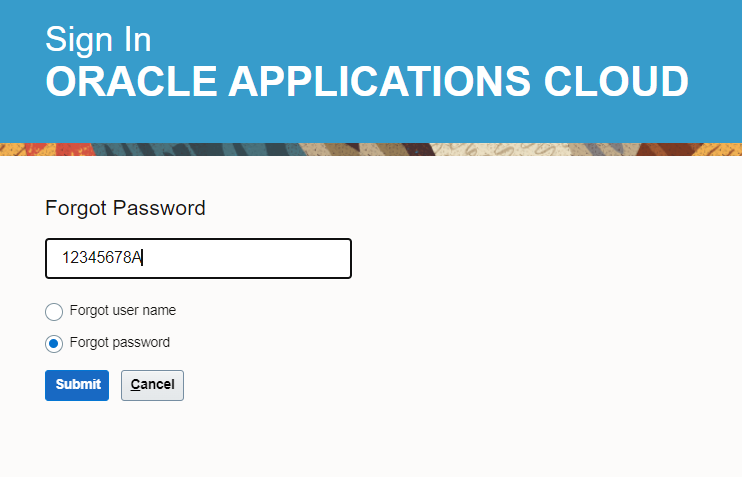 Sign In
ORACLE APPLICATIONS CLOUD
Forgot Password
12345678A
Forgot user name
Forgot password
Submit Cancel